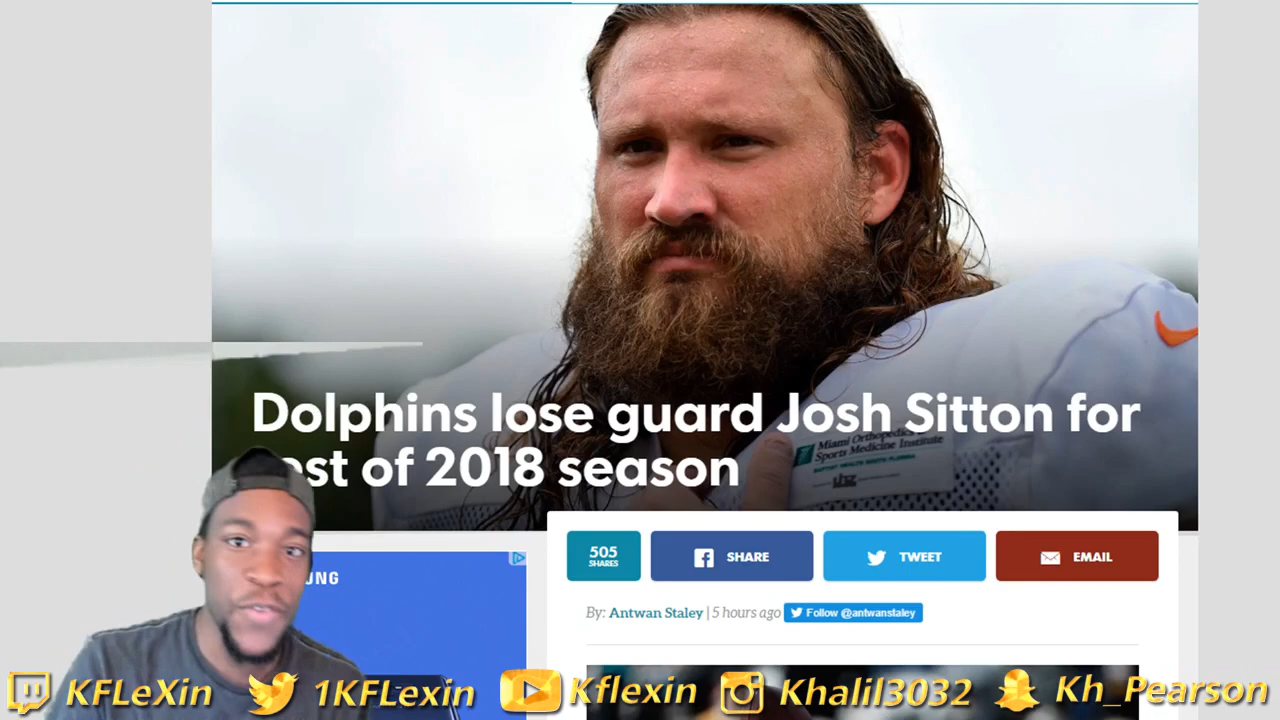 Dolphins lose guard Josh Sitton for
est of 2018 season
Miami Orthopedics
Sports Medicine Institute
UNG
505
SHARES
SHARE
TWEET
EMAIL
By: Antwan Staley | 5 hours ago
Follow @antwanstaley
KFLeXin
1KFLexin
Kflexin
Khalil3032
Kh_Pearson